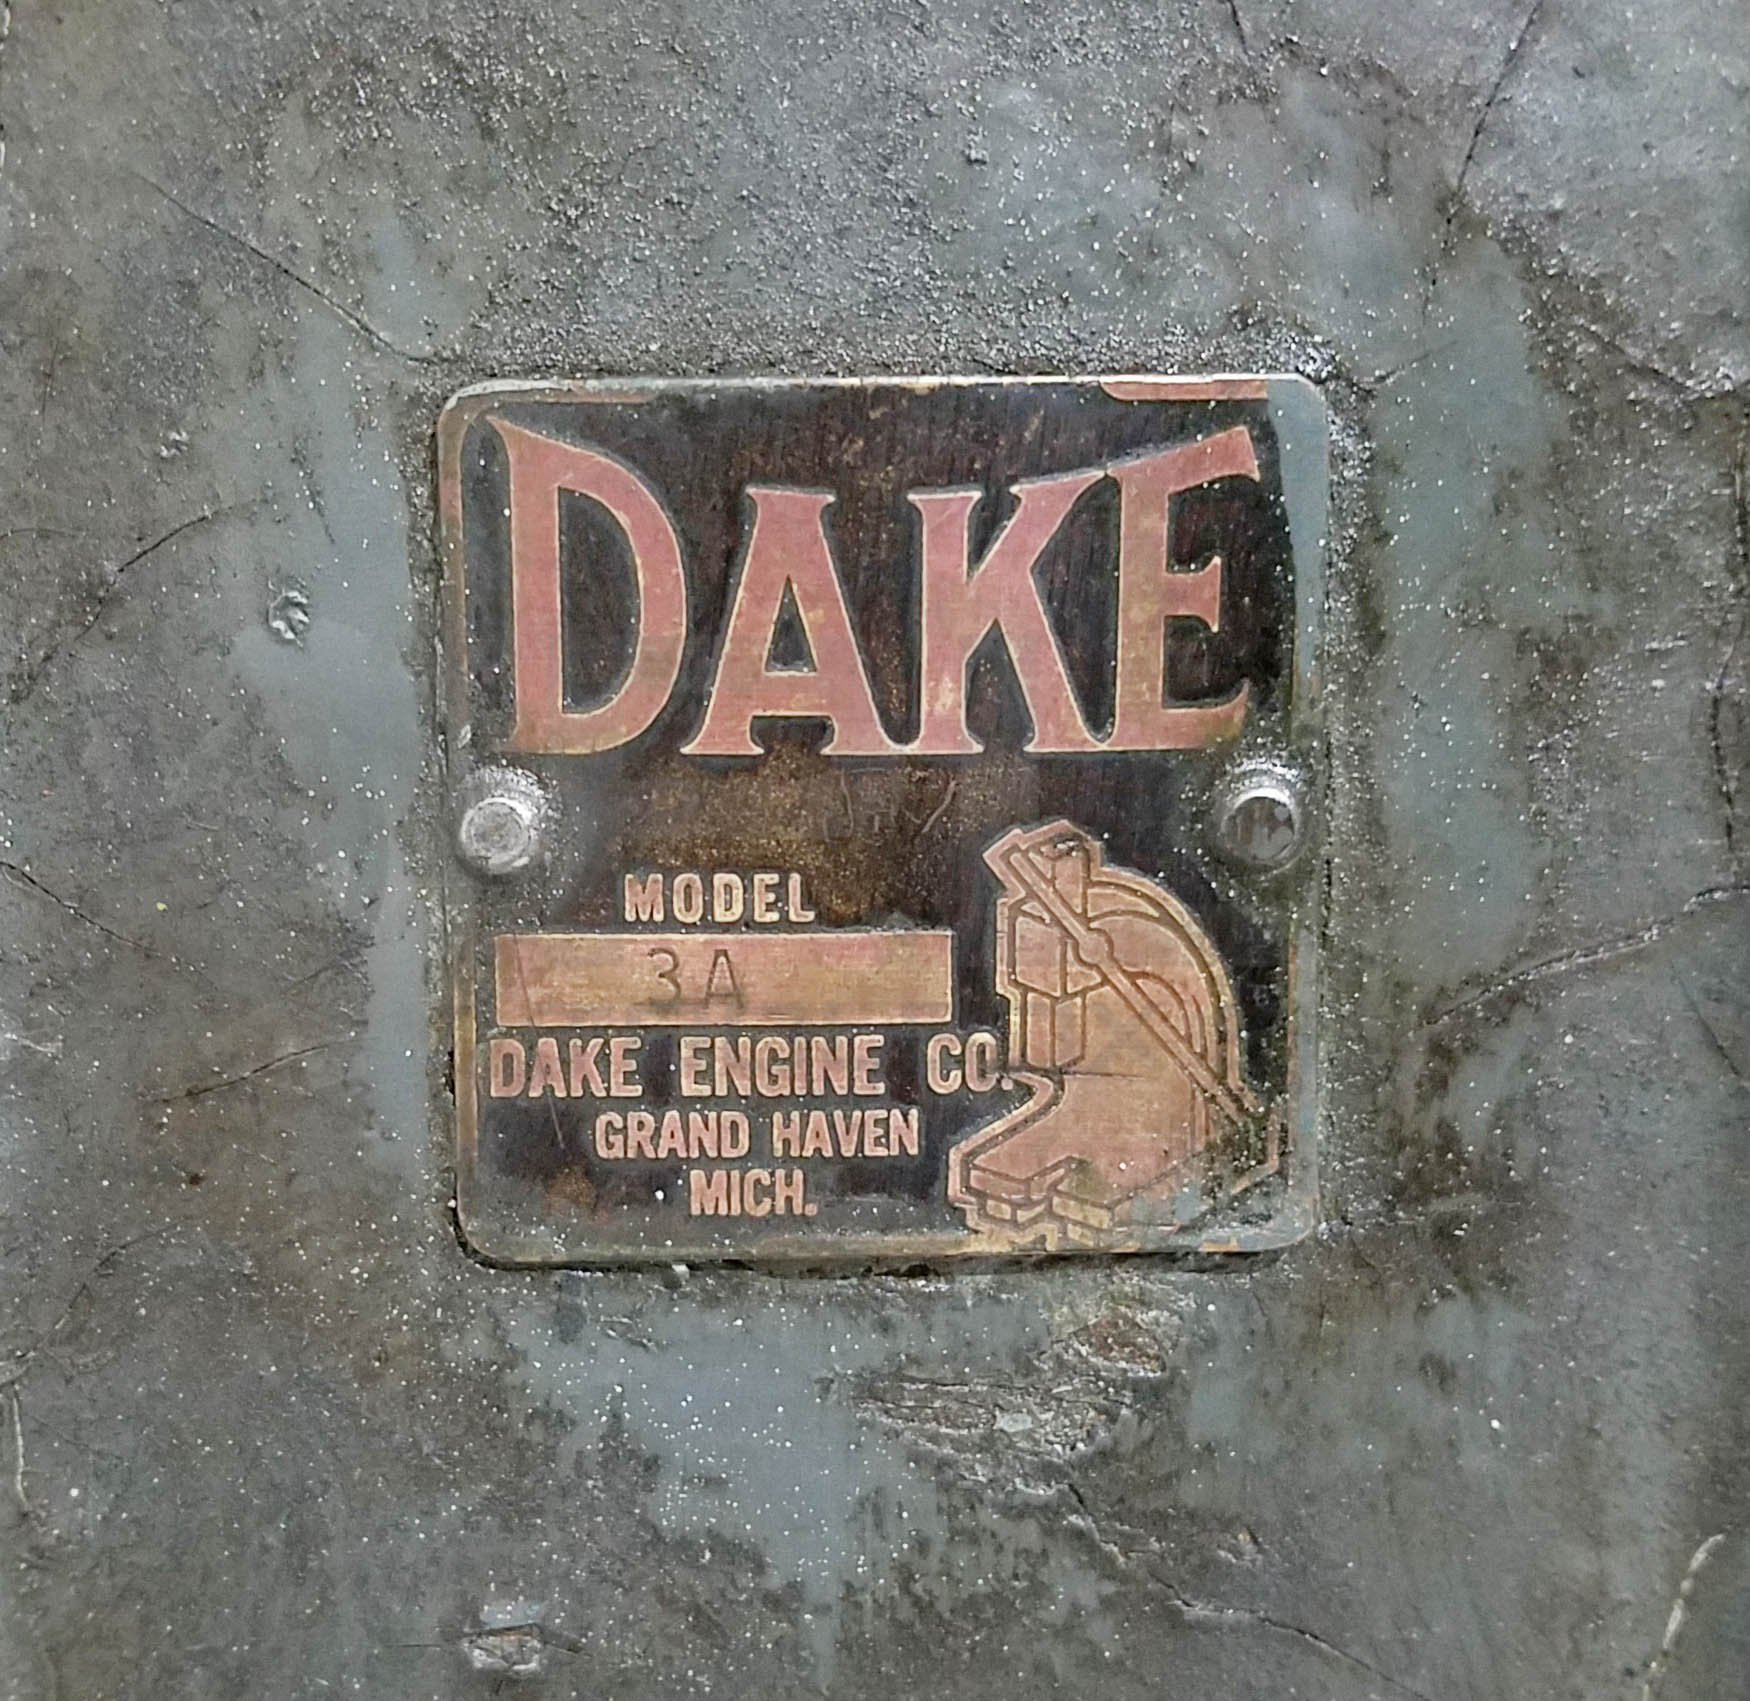 DAKE
MODEL
3A
DAKE ENGINE CO.
GRAND HAVEN
MICH.